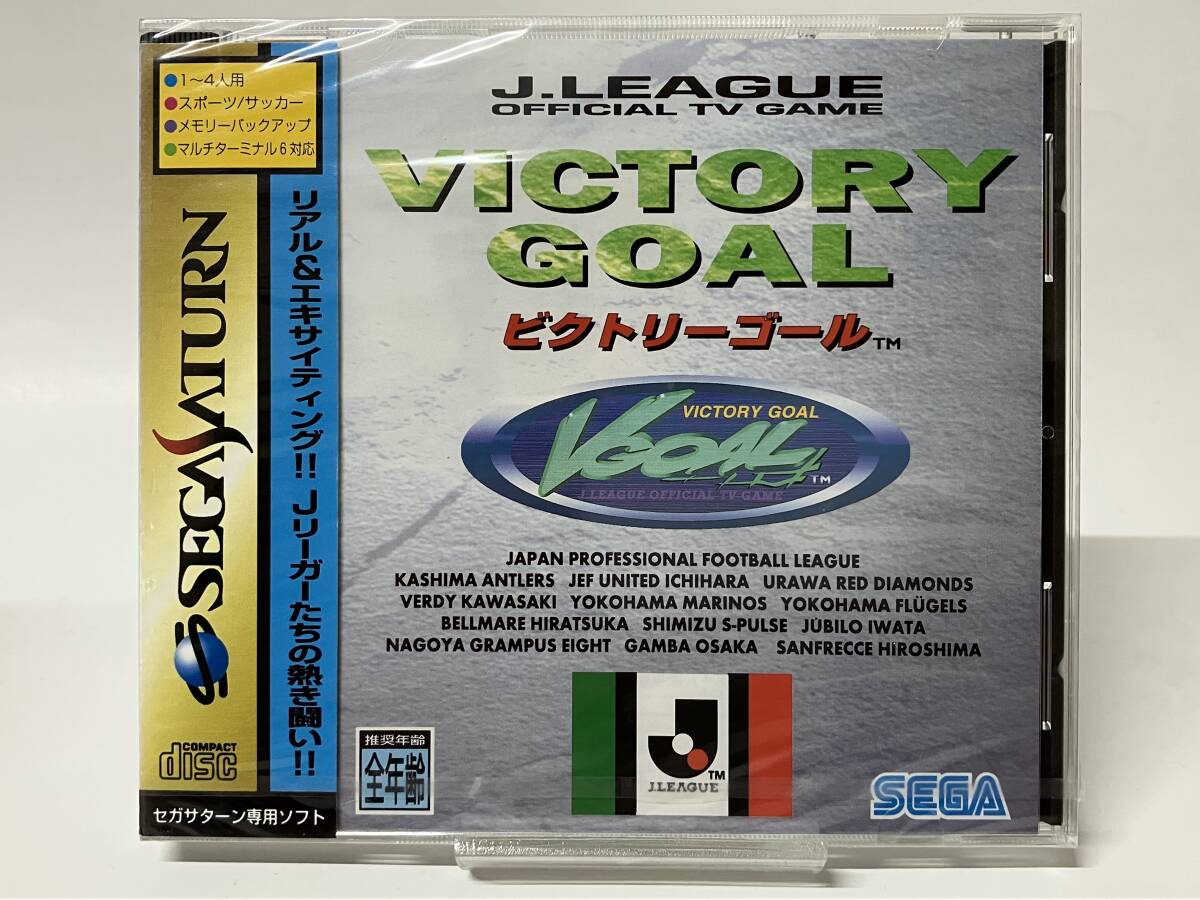 ●1〜4人用
●スポーツ/サッカー
●メモリーバックアップ
●マルチターミナル6対応
SEGA SATURN
COMPACT
disc
セガサターン専用ソフト
リアル&エキサイティング!! Jリーガーたちの熱き闘い!!
J.LEAGUE
OFFICIAL TV GAME
VICTORY
GOAL
ビクトリーゴール™
VICTORY GOAL
VGOAL ™
J.LEAGUE OFFICIAL TV-GAME
JAPAN PROFESSIONAL FOOTBALL LEAGUE
KASHIMA ANTLERS JEF UNITED ICHIHARA URAWA RED DIAMONDS
VERDY KAWASAKI YOKOHAMA MARINOS YOKOHAMA FLÜGELS
BELLMARE HIRATSUKA SHIMIZU S-PULSE JÚBILO IWATA
NAGOYA GRAMPUS EIGHT GAMBA OSAKA SANFRECCE HIROSHIMA
推奨年齢
全年齢
J ™
J.LEAGUE
SEGA